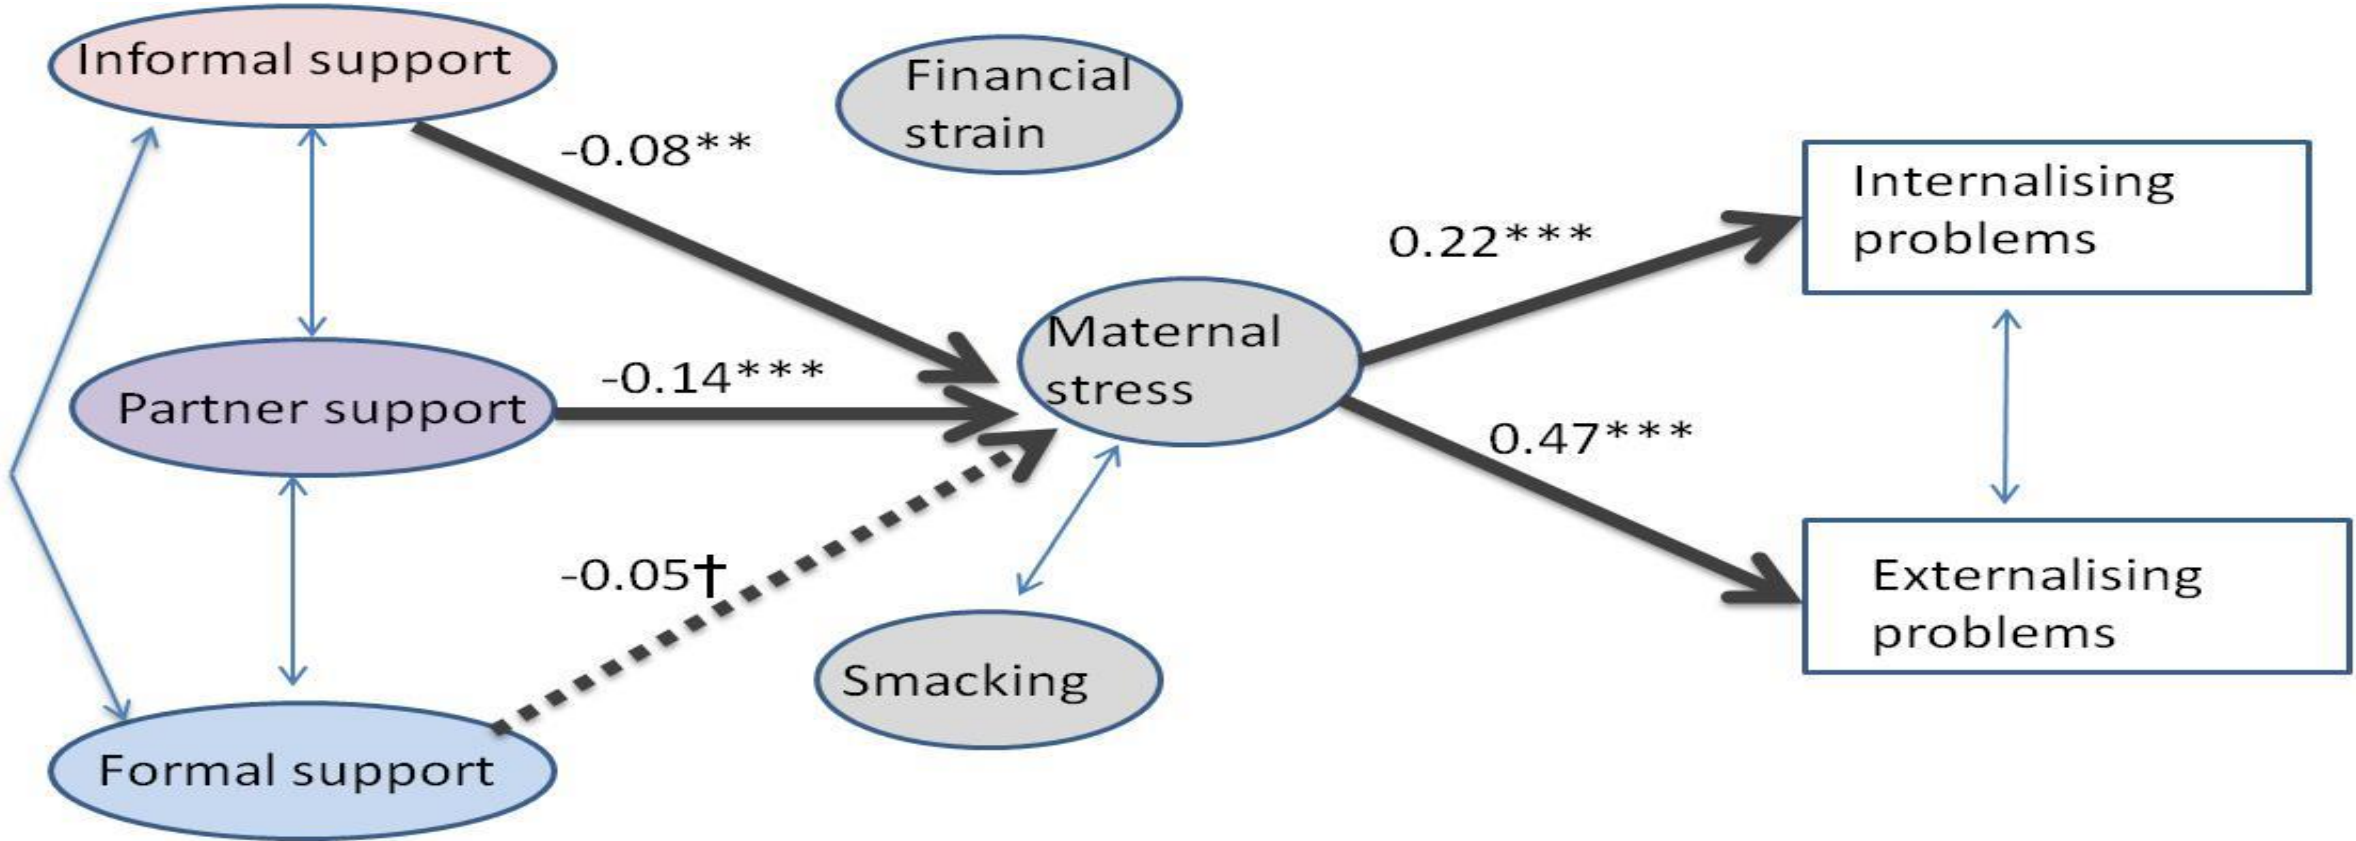 Informal support
Financial
strain
-0.08**
Internalising
problems
0.22***
Maternal
stress
Partner support
-0.14***
0.47***
-0.05†
Externalising
problems
Smacking
Formal support